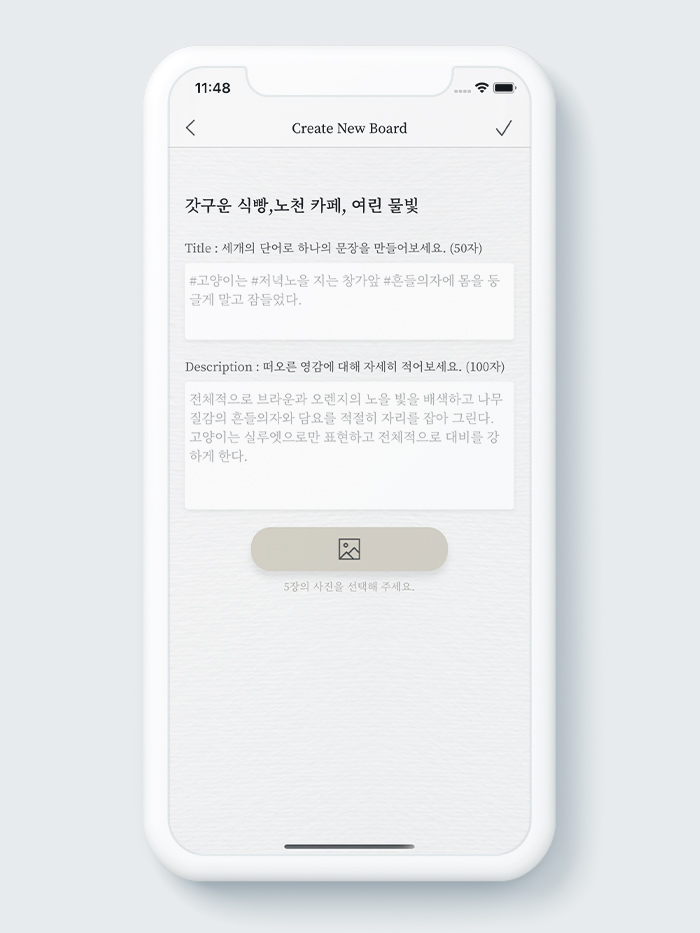 11:48
Create New Board
갓구운 식빵,노천 카페, 여린 물빛
Title : 세개의 단어로 하나의 문장을 만들어보세요. (50자)
#고양이는 #저녁노을 지는 창가앞 #흔들의자에 몸을 둥
글게 말고 잠들었다.
Description : 떠오른 영감에 대해 자세히 적어보세요. (100자)
전체적으로 브라운과 오렌지의 노을 빛을 배색하고 나무
질감의 흔들의자와 담요를 적절히 자리를 잡아 그린다.
고양이는 실루엣으로만 표현하고 전체적으로 대비를 강
하게 한다.
5장의 사진을 선택해 주세요.